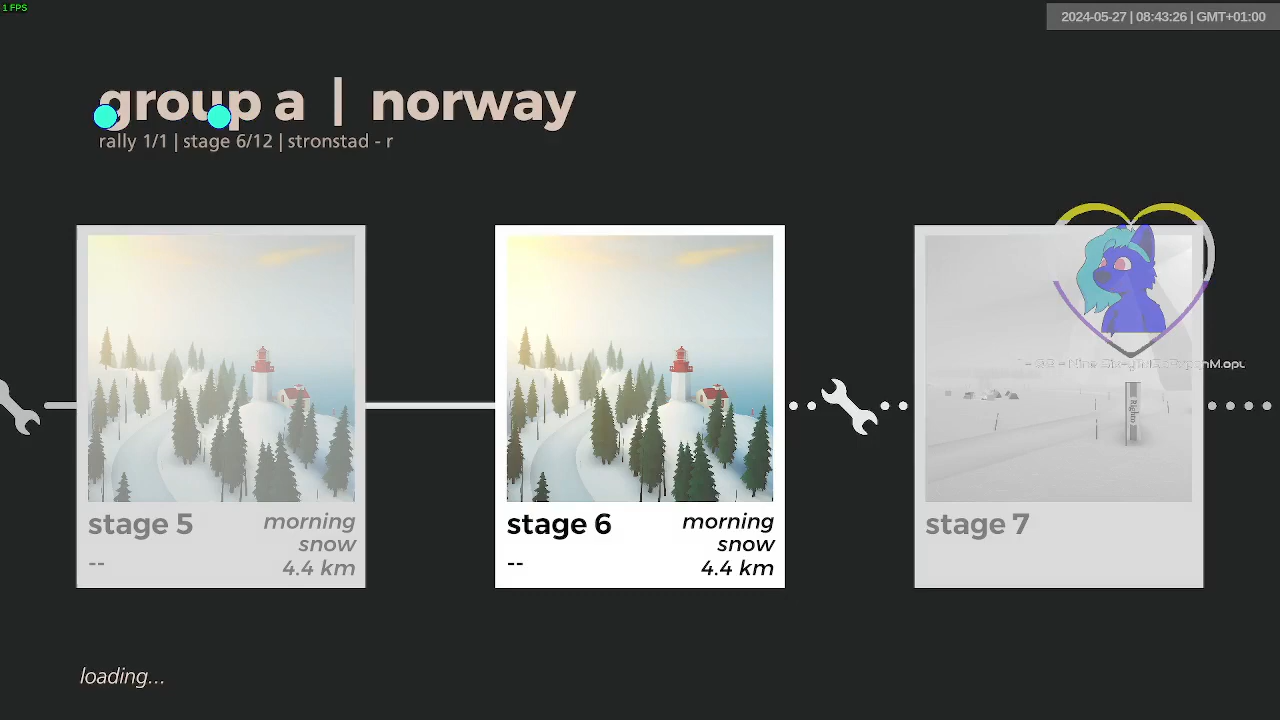 1 FPS
2024-05-27 | 08:43:26 | GMT+01:00
group a | norway
rally 1/1 | stage 6/12 | stronstad - r
stage 5
morning
snow
--
4.4 km
stage 6
morning
snow
--
4.4 km
stage 7
loading...